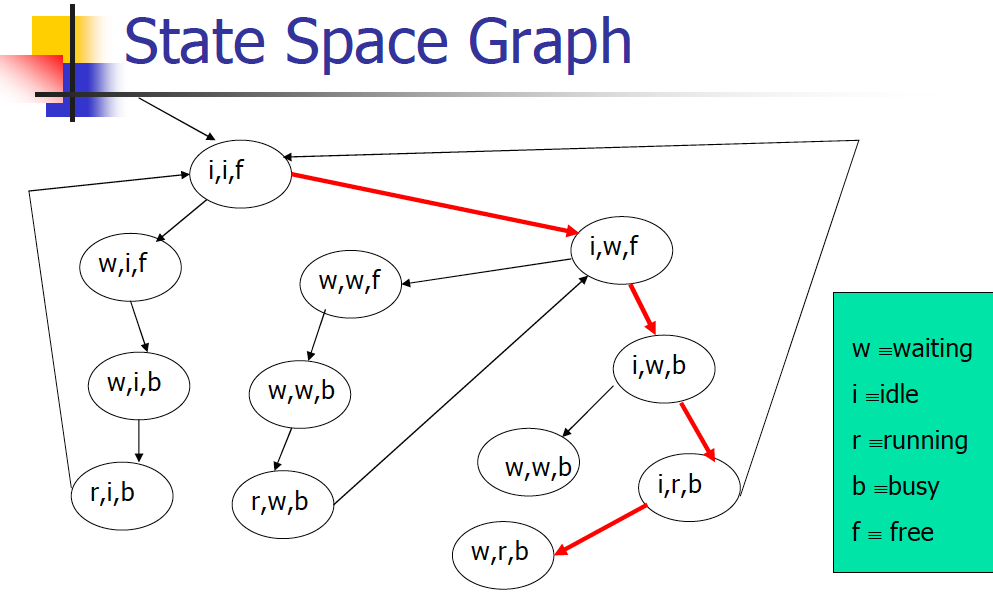 State Space Graph
i,i,f
i,w,f
w,i,f
w,w,f
i,w,b
w,i,b
w,w,b
w,w,b
i,r,b
r,i,b
r,w,b
w,r,b
w ≡waiting
i ≡idle
r ≡running
b ≡busy
f ≡ free